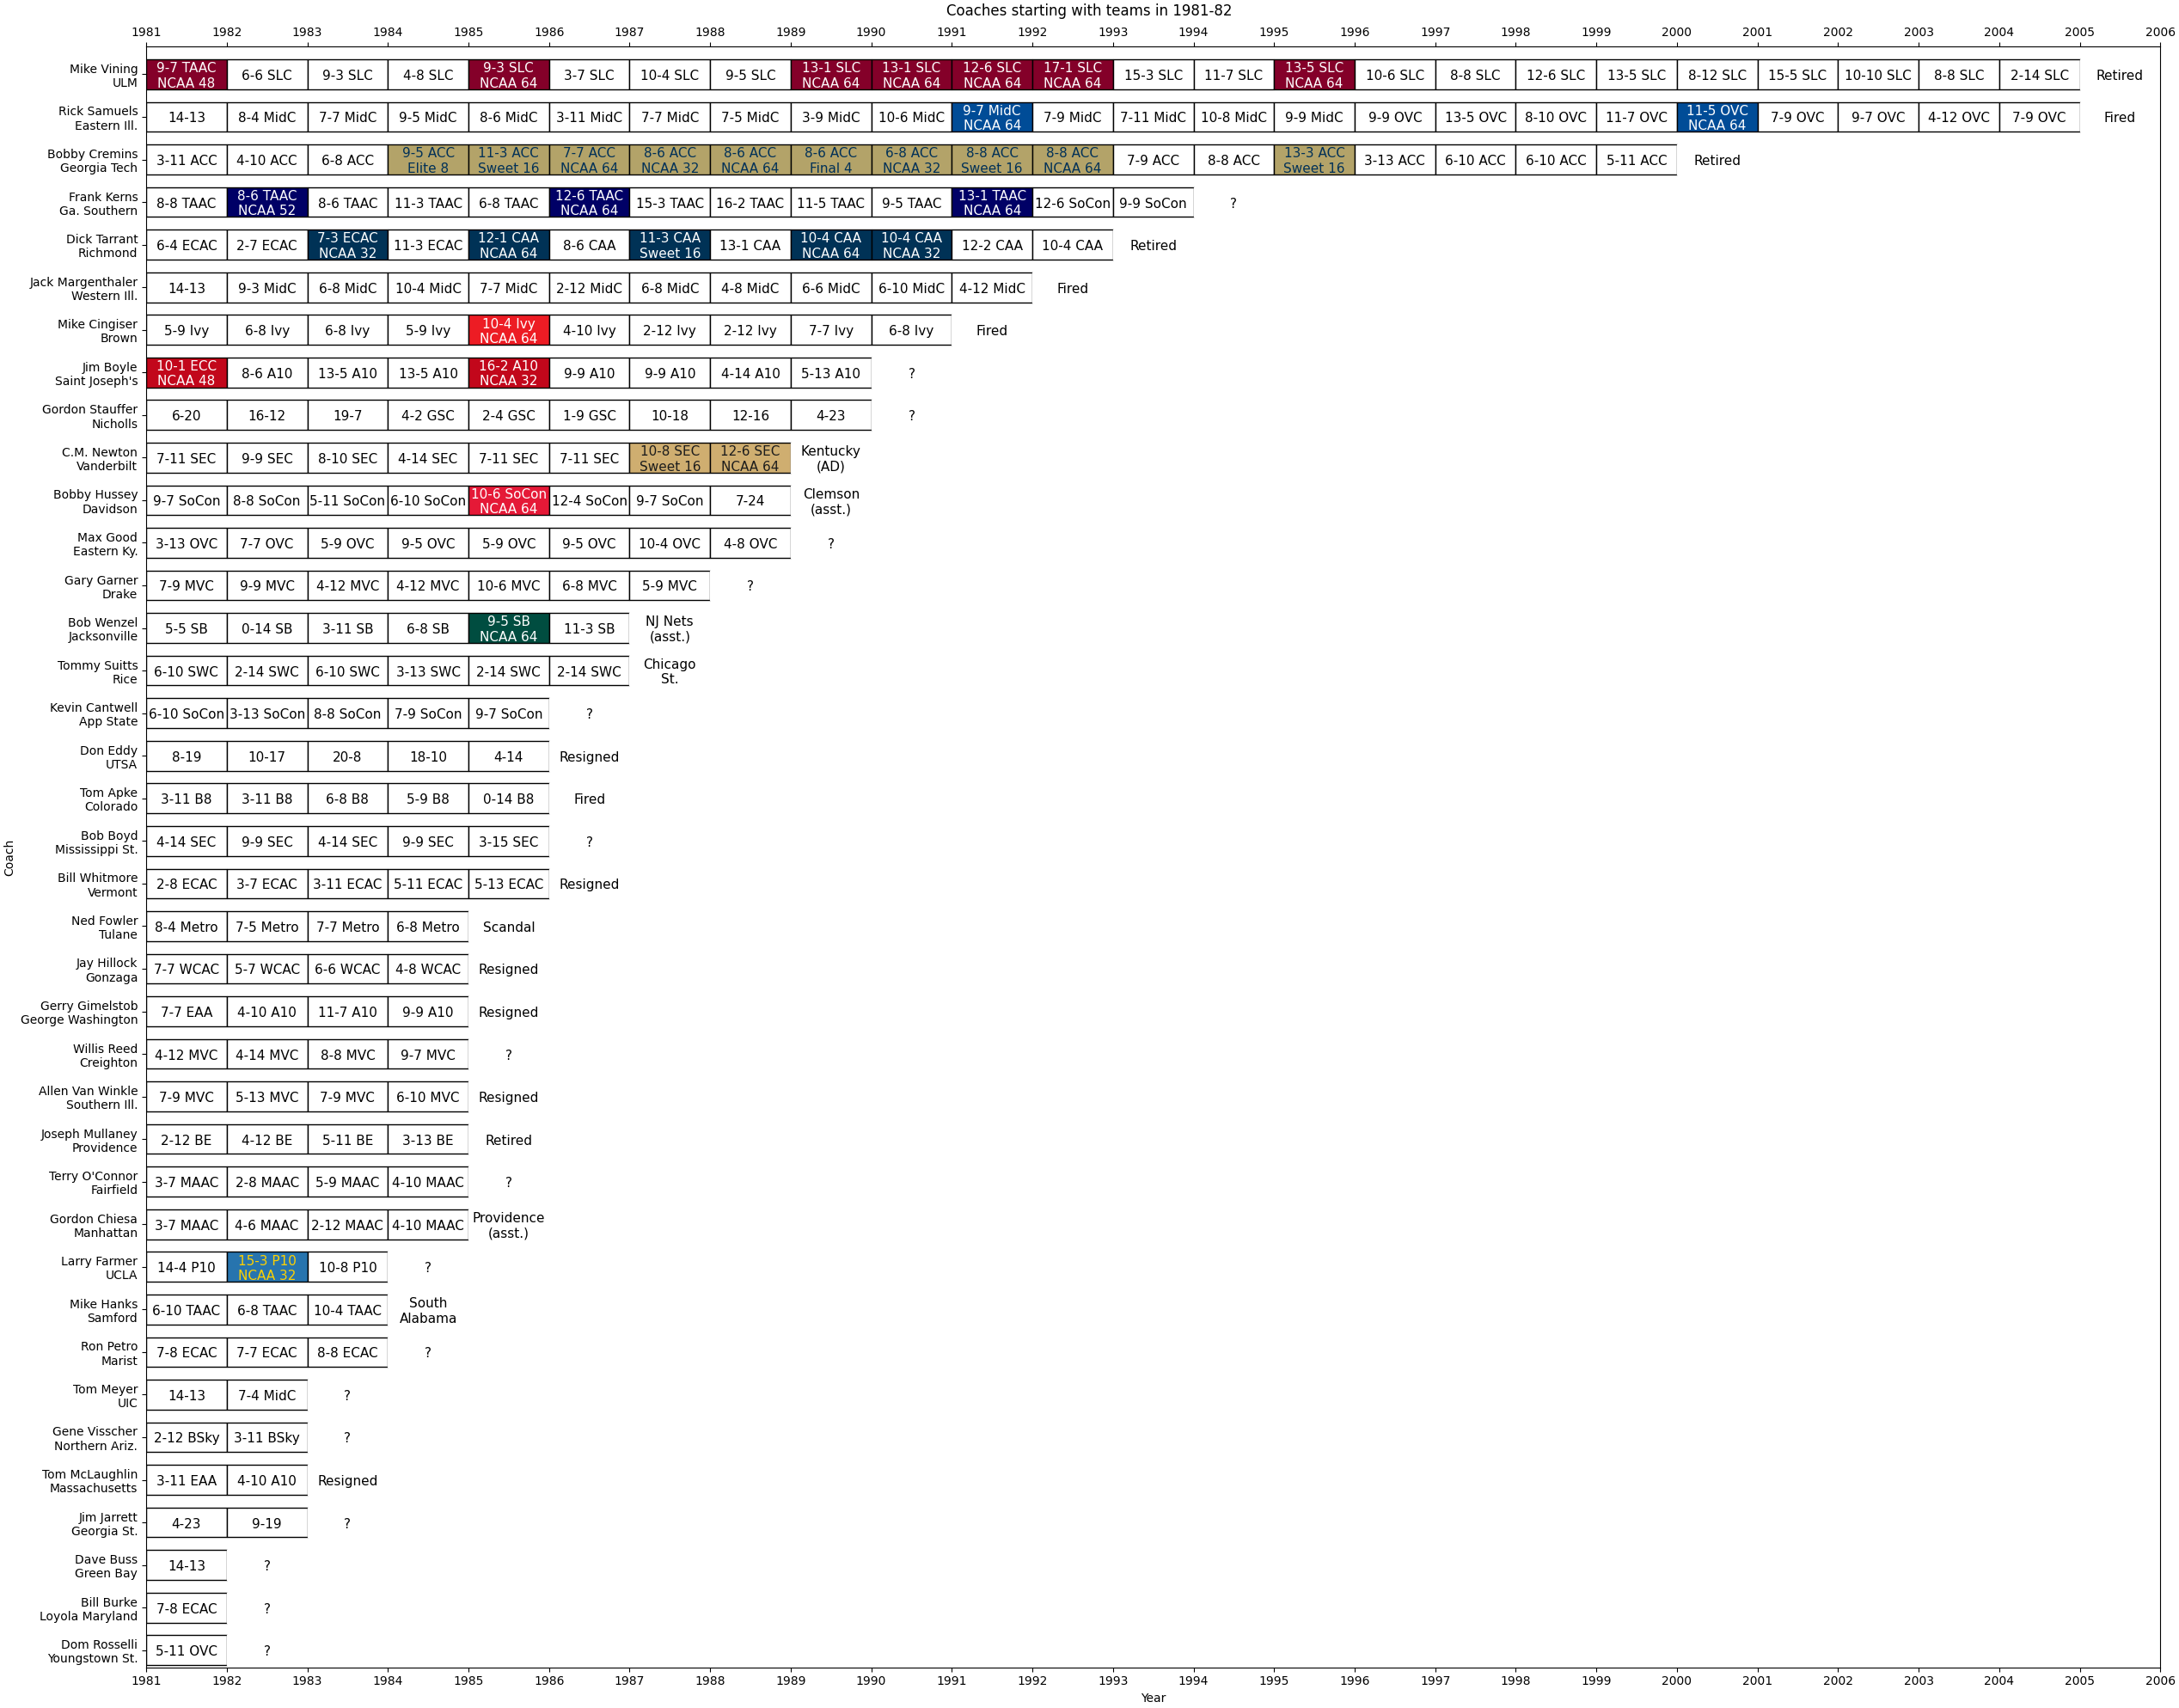 Coaches starting with teams in 1981-82
1981 1982 1983 1984 1985 1986 1987 1988 1989 1990 1991 1992 1993 1994 1995 1996 1997 1998 1999 2000 2001 2002 2003 2004 2005 2006
Mike Vining 9-7 TAAC 6-6 SLC 9-3 SLC 4-8 SLC 9-3 SLC 3-7 SLC 10-4 SLC 9-5 SLC 13-1 SLC 13-1 SLC 12-6 SLC 17-1 SLC 15-3 SLC 11-7 SLC 13-5 SLC 10-6 SLC 8-8 SLC 12-6 SLC 13-5 SLC 8-12 SLC 15-5 SLC 10-10 SLC 8-8 SLC 2-14 SLC Retired
ULM NCAA 48 NCAA 64 NCAA 64 NCAA 64 NCAA 64 NCAA 64 NCAA 64
Rick Samuels 14-13 8-4 MidC 7-7 MidC 9-5 MidC 8-6 MidC 3-11 MidC 7-7 MidC 7-5 MidC 3-9 MidC 10-6 MidC 9-7 MidC 7-9 MidC 7-11 MidC 10-8 MidC 9-9 MidC 9-9 OVC 13-5 OVC 8-10 OVC 11-7 OVC 11-5 OVC 7-9 OVC 9-7 OVC 4-12 OVC 7-9 OVC Fired
Eastern Ill. NCAA 64 NCAA 64
Bobby Cremins 3-11 ACC 4-10 ACC 6-8 ACC 9-5 ACC 11-3 ACC 7-7 ACC 8-6 ACC 8-6 ACC 8-6 ACC 6-8 ACC 8-8 ACC 8-8 ACC 7-9 ACC 8-8 ACC 13-3 ACC 3-13 ACC 6-10 ACC 6-10 ACC 5-11 ACC Retired
Georgia Tech Elite 8 Sweet 16 NCAA 64 NCAA 32 NCAA 64 Final 4 NCAA 32 Sweet 16 NCAA 64 Sweet 16
Frank Kerns 8-8 TAAC 8-6 TAAC 8-6 TAAC 11-3 TAAC 6-8 TAAC 12-6 TAAC 15-3 TAAC 16-2 TAAC 11-5 TAAC 9-5 TAAC 13-1 TAAC 12-6 SoCon 9-9 SoCon ?
Ga. Southern NCAA 52 NCAA 64 NCAA 64
Dick Tarrant 6-4 ECAC 2-7 ECAC 7-3 ECAC 11-3 ECAC 12-1 CAA 8-6 CAA 11-3 CAA 13-1 CAA 10-4 CAA 10-4 CAA 12-2 CAA 10-4 CAA Retired
Richmond NCAA 32 NCAA 64 Sweet 16 NCAA 64 NCAA 32
Jack Margenthaler 14-13 9-3 MidC 6-8 MidC 10-4 MidC 7-7 MidC 2-12 MidC 6-8 MidC 4-8 MidC 6-6 MidC 6-10 MidC 4-12 MidC Fired
Western Ill.
Mike Cingiser 5-9 Ivy 6-8 Ivy 6-8 Ivy 5-9 Ivy 10-4 Ivy 4-10 Ivy 2-12 Ivy 2-12 Ivy 7-7 Ivy 6-8 Ivy Fired
Brown NCAA 64
Jim Boyle 10-1 ECC 8-6 A10 13-5 A10 13-5 A10 16-2 A10 9-9 A10 9-9 A10 4-14 A10 5-13 A10 ?
Saint Joseph's NCAA 48 NCAA 32
Gordon Stauffer 6-20 16-12 19-7 4-2 GSC 2-4 GSC 1-9 GSC 10-18 12-16 4-23 ?
Nicholls
C.M. Newton 7-11 SEC 9-9 SEC 8-10 SEC 4-14 SEC 7-11 SEC 7-11 SEC 10-8 SEC 12-6 SEC Kentucky
Vanderbilt Sweet 16 NCAA 64 (AD)
Bobby Hussey 9-7 SoCon 8-8 SoCon 5-11 SoCon 6-10 SoCon 10-6 SoCon 12-4 SoCon 9-7 SoCon 7-24 Clemson
Davidson NCAA 64 (asst.)
Max Good 3-13 OVC 7-7 OVC 5-9 OVC 9-5 OVC 5-9 OVC 9-5 OVC 10-4 OVC 4-8 OVC ?
Eastern Ky.
Gary Garner 7-9 MVC 9-9 MVC 4-12 MVC 4-12 MVC 10-6 MVC 6-8 MVC 5-9 MVC ?
Drake
Bob Wenzel 5-5 SB 0-14 SB 3-11 SB 6-8 SB 9-5 SB 11-3 SB NJ Nets
Jacksonville NCAA 64 (asst.)
Tommy Suitts 6-10 SWC 2-14 SWC 6-10 SWC 3-13 SWC 2-14 SWC 2-14 SWC Chicago
Rice St.
Kevin Cantwell 6-10 SoCon 3-13 SoCon 8-8 SoCon 7-9 SoCon 9-7 SoCon ?
App State
Don Eddy 8-19 10-17 20-8 18-10 4-14 Resigned
UTSA
Tom Apke 3-11 B8 3-11 B8 6-8 B8 5-9 B8 0-14 B8 Fired
Colorado
Bob Boyd 4-14 SEC 9-9 SEC 4-14 SEC 9-9 SEC 3-15 SEC ?
Mississippi St.
Coach
Bill Whitmore 2-8 ECAC 3-7 ECAC 3-11 ECAC 5-11 ECAC 5-13 ECAC Resigned
Vermont
Ned Fowler 8-4 Metro 7-5 Metro 7-7 Metro 6-8 Metro Scandal
Tulane
Jay Hillock 7-7 WCAC 5-7 WCAC 6-6 WCAC 4-8 WCAC Resigned
Gonzaga
Gerry Gimelstob 7-7 EAA 4-10 A10 11-7 A10 9-9 A10 Resigned
George Washington
Willis Reed 4-12 MVC 4-14 MVC 8-8 MVC 9-7 MVC ?
Creighton
Allen Van Winkle 7-9 MVC 5-13 MVC 7-9 MVC 6-10 MVC Resigned
Southern Ill.
Joseph Mullaney 2-12 BE 4-12 BE 5-11 BE 3-13 BE Retired
Providence
Terry O'Connor 3-7 MAAC 2-8 MAAC 5-9 MAAC 4-10 MAAC ?
Fairfield
Gordon Chiesa 3-7 MAAC 4-6 MAAC 2-12 MAAC 4-10 MAAC Providence
Manhattan (asst.)
Larry Farmer 14-4 P10 15-3 P10 10-8 P10 ?
UCLA NCAA 32
Mike Hanks 6-10 TAAC 6-8 TAAC 10-4 TAAC South
Samford Alabama
Ron Petro 7-8 ECAC 7-7 ECAC 8-8 ECAC ?
Marist
Tom Meyer 14-13 7-4 MidC ?
UIC
Gene Visscher 2-12 BSky 3-11 BSky ?
Northern Ariz.
Tom McLaughlin 3-11 EAA 4-10 A10 Resigned
Massachusetts
Jim Jarrett 4-23 9-19 ?
Georgia St.
Dave Buss 14-13 ?
Green Bay
Bill Burke 7-8 ECAC ?
Loyola Maryland
Dom Rosselli 5-11 OVC ?
Youngstown St.
1981 1982 1983 1984 1985 1986 1987 1988 1989 1990 1991 1992 1993 1994 1995 1996 1997 1998 1999 2000 2001 2002 2003 2004 2005 2006
Year